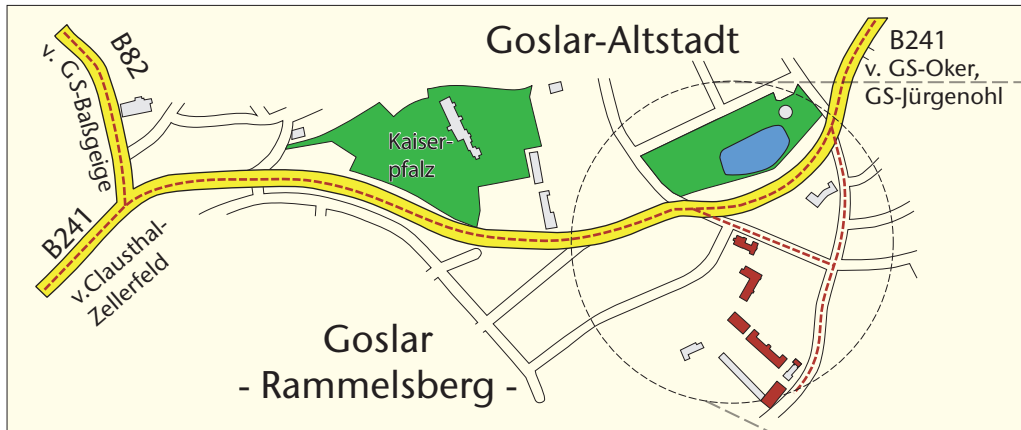 B82
v. GS-Baßgeige
Goslar-Altstadt
B241
v. GS-Oker,
GS-Jürgenohl
Kaiser-
pfalz
B241
v.Clausthal-
Zellerfeld
Goslar
- Rammelsberg -